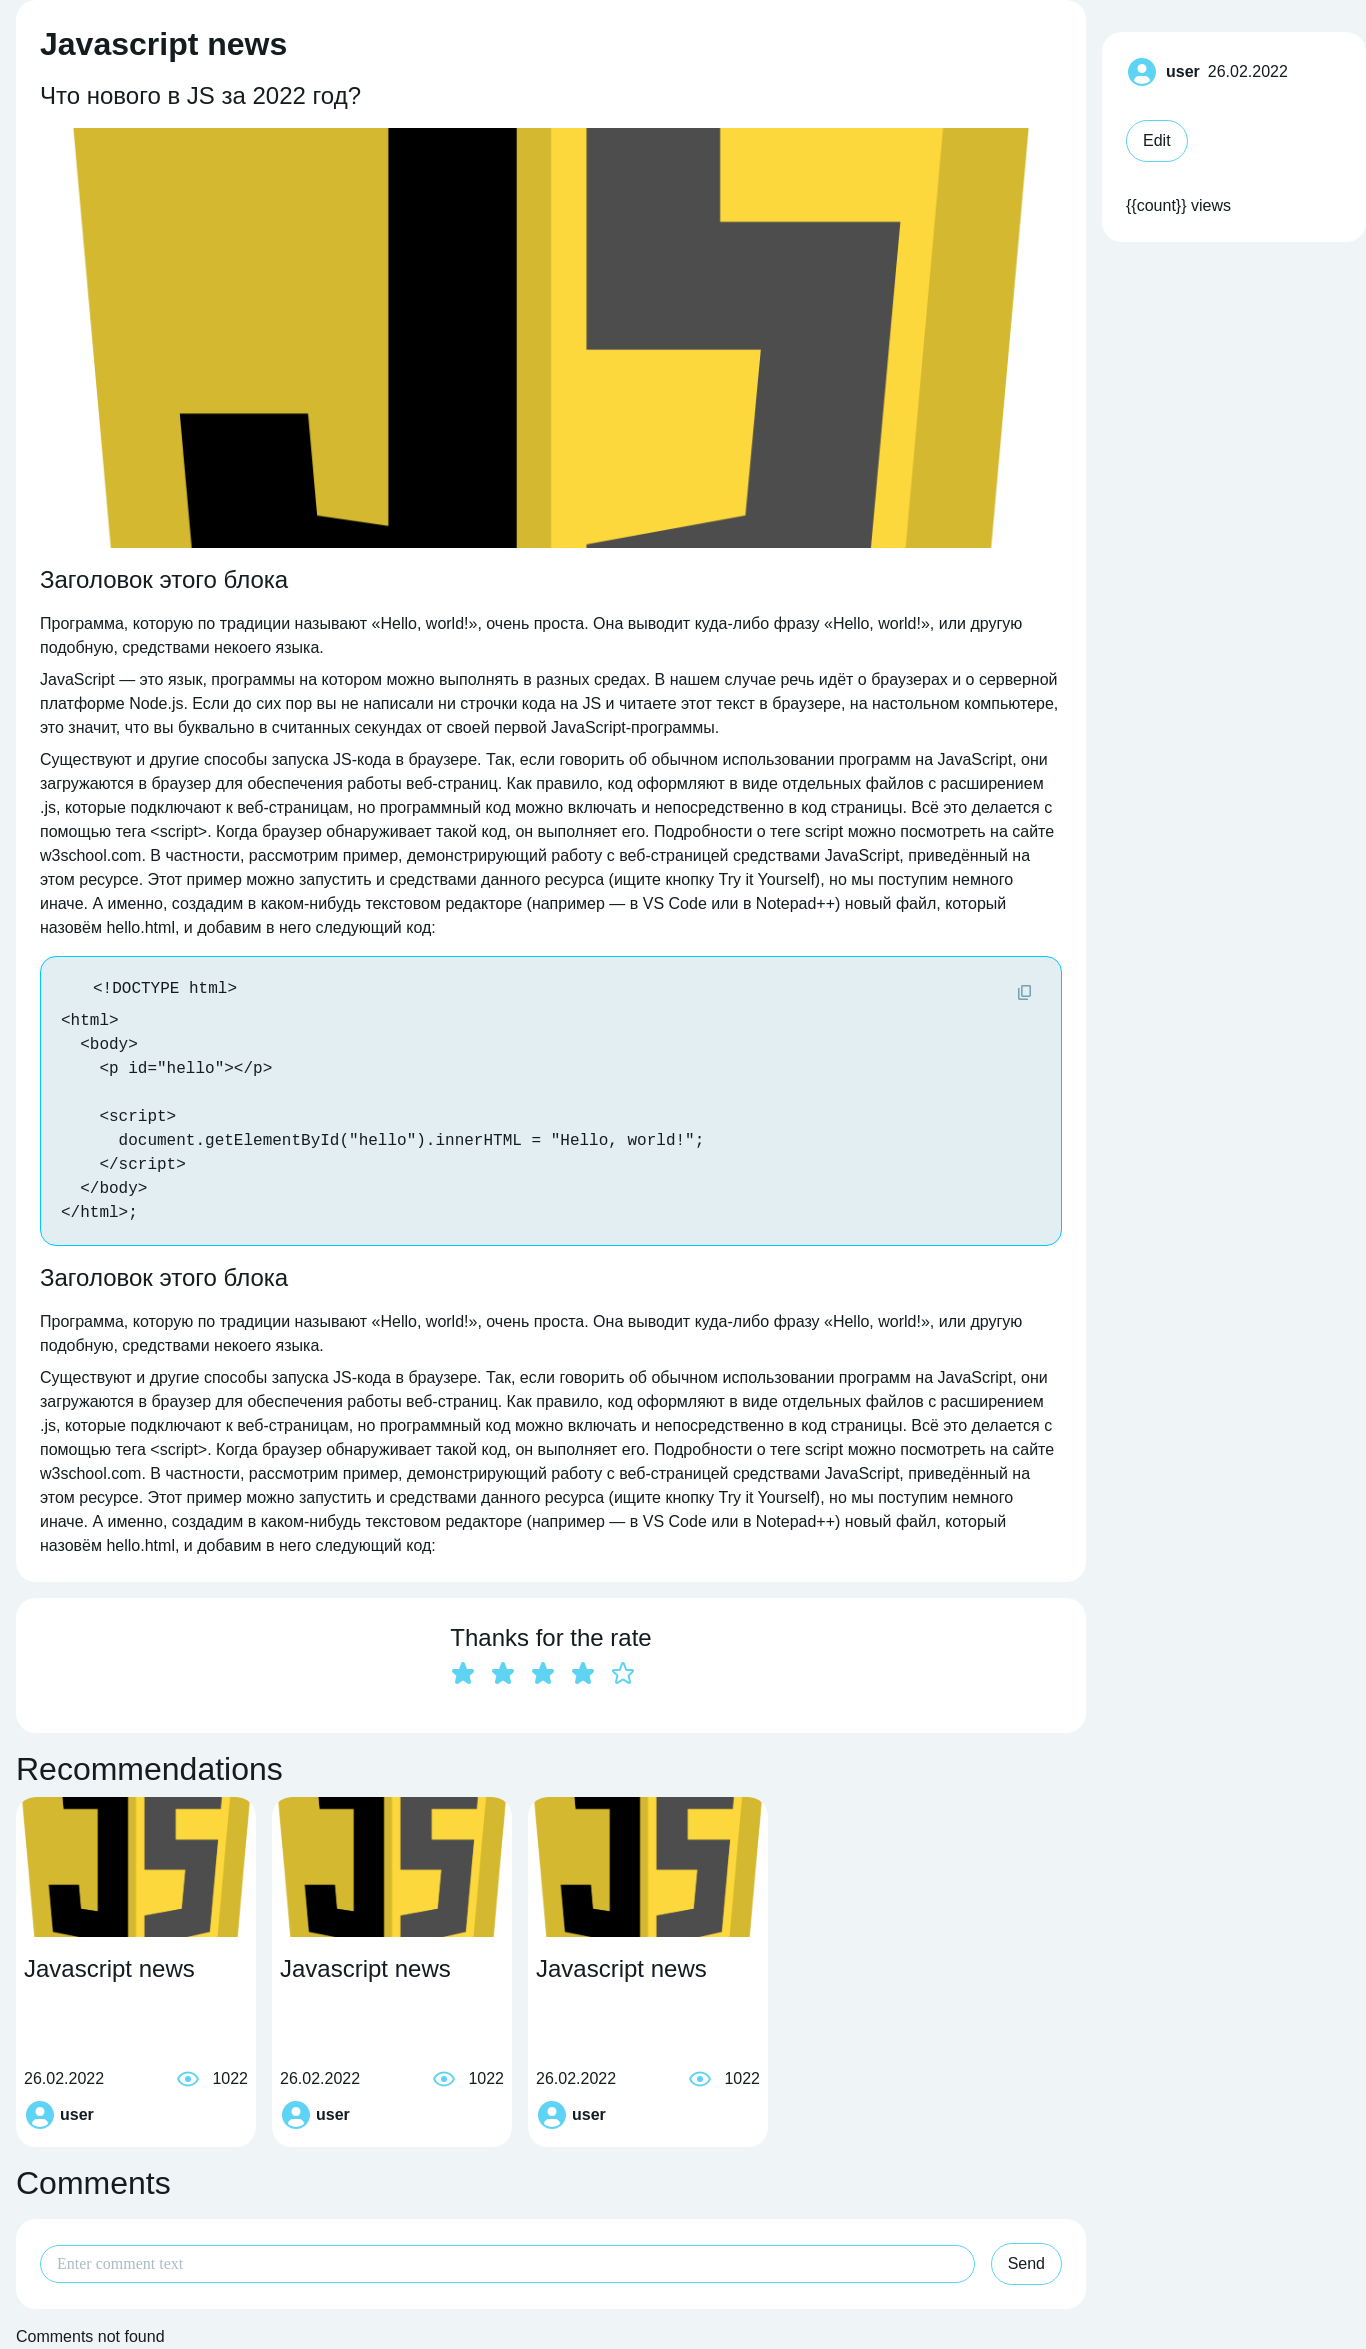 Javascript news
Что нового в JS за 2022 год?
Заголовок этого блока
Программа, которую по традиции называют «Hello, world!», очень проста. Она выводит куда-либо фразу «Hello, world!», или другую
подобную, средствами некоего языка.
JavaScript — это язык, программы на котором можно выполнять в разных средах. В нашем случае речь идёт о браузерах и о серверной
платформе Node.js. Если до сих пор вы не написали ни строчки кода на JS и читаете этот текст в браузере, на настольном компьютере,
это значит, что вы буквально в считанных секундах от своей первой JavaScript-программы.
Существуют и другие способы запуска JS-кода в браузере. Так, если говорить об обычном использовании программ на JavaScript, они
загружаются в браузер для обеспечения работы веб-страниц. Как правило, код оформляют в виде отдельных файлов с расширением
.js, которые подключают к веб-страницам, но программный код можно включать и непосредственно в код страницы. Всё это делается с
помощью тега <script>. Когда браузер обнаруживает такой код, он выполняет его. Подробности о теге script можно посмотреть на сайте
w3school.com. В частности, рассмотрим пример, демонстрирующий работу с веб-страницей средствами JavaScript, приведённый на
этом ресурсе. Этот пример можно запустить и средствами данного ресурса (ищите кнопку Try it Yourself), но мы поступим немного
иначе. А именно, создадим в каком-нибудь текстовом редакторе (например — в VS Code или в Notepad++) новый файл, который
назовём hello.html, и добавим в него следующий код:
<!DOCTYPE html>
<html>
  <body>
    <p id="hello"></p>
    <script>
      document.getElementById("hello").innerHTML = "Hello, world!";
    </script>
  </body>
</html>;
Заголовок этого блока
Программа, которую по традиции называют «Hello, world!», очень проста. Она выводит куда-либо фразу «Hello, world!», или другую
подобную, средствами некоего языка.
Существуют и другие способы запуска JS-кода в браузере. Так, если говорить об обычном использовании программ на JavaScript, они
загружаются в браузер для обеспечения работы веб-страниц. Как правило, код оформляют в виде отдельных файлов с расширением
.js, которые подключают к веб-страницам, но программный код можно включать и непосредственно в код страницы. Всё это делается с
помощью тега <script>. Когда браузер обнаруживает такой код, он выполняет его. Подробности о теге script можно посмотреть на сайте
w3school.com. В частности, рассмотрим пример, демонстрирующий работу с веб-страницей средствами JavaScript, приведённый на
этом ресурсе. Этот пример можно запустить и средствами данного ресурса (ищите кнопку Try it Yourself), но мы поступим немного
иначе. А именно, создадим в каком-нибудь текстовом редакторе (например — в VS Code или в Notepad++) новый файл, который
назовём hello.html, и добавим в него следующий код:
user 26.02.2022
Edit
{{count}} views
Thanks for the rate
Recommendations
JS
Javascript news
26.02.2022 1022
user
JS
Javascript news
26.02.2022 1022
user
JS
Javascript news
26.02.2022 1022
user
Comments
Enter comment text
Send
Comments not found